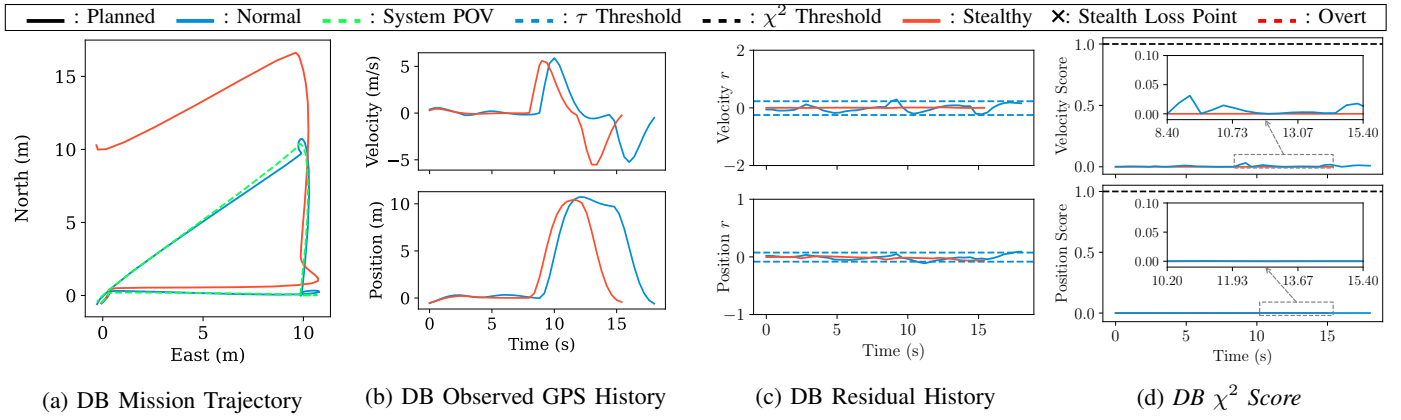 : Planned : Normal : System POV : τ Threshold : χ² Threshold : Stealthy : Stealth Loss Point : Overt
North (m)
15
10
5
0
0 5 10
East (m)
Velocity (m/s)
5
0
−5
Position (m)
10
5
0
0 5 10 15
Time (s)
Velocity r
2
0
−2
Position r
1
0
−1
0 5 10 15
Time (s)
Velocity Score
1.0
0.5
0.0
0.10
0.05
0.00
8.40 10.73 13.07 15.40
Position Score
1.0
0.5
0.0
0.10
0.05
0.00
10.20 11.93 13.67 15.40
0 5 10 15
Time (s)
(a) DB Mission Trajectory
(b) DB Observed GPS History
(c) DB Residual History
(d) DB χ² Score